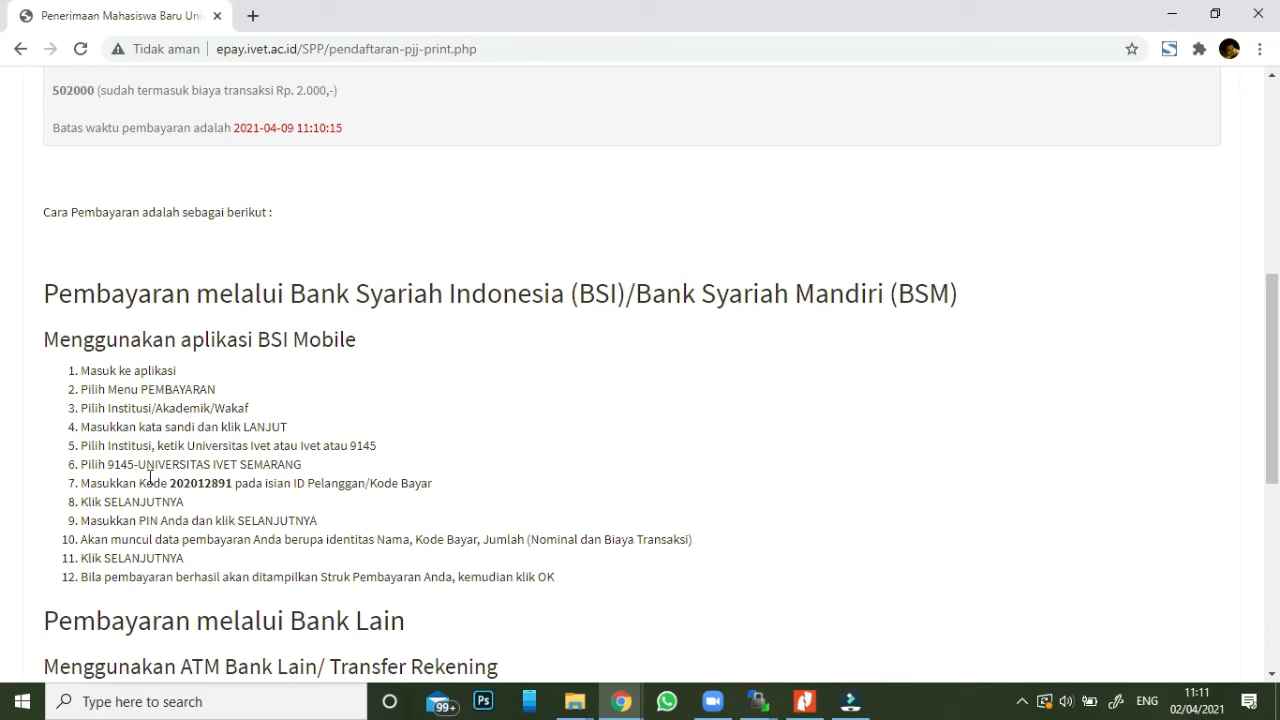 Penerimaan Mahasiswa Baru Uni
Tidak aman
epay.ivet.ac.id/SPP/pendaftaran-pjj-print.php
502000 (sudah termasuk biaya transaksi Rp. 2.000,-)
Batas waktu pembayaran adalah 2021-04-09 11:10:15
Cara Pembayaran adalah sebagai berikut :
Pembayaran melalui Bank Syariah Indonesia (BSI)/Bank Syariah Mandiri (BSM)
Menggunakan aplikasi BSI Mobile
1. Masuk ke aplikasi
2. Pilih Menu PEMBAYARAN
3. Pilih Institusi/Akademik/Wakaf
4. Masukkan kata sandi dan klik LANJUT
5. Pilih Institusi, ketik Universitas Ivet atau Ivet atau 9145
6. Pilih 9145-UNIVERSITAS IVET SEMARANG
7. Masukkan Kode 202012891 pada isian ID Pelanggan/Kode Bayar
8. Klik SELANJUTNYA
9. Masukkan PIN Anda dan klik SELANJUTNYA
10. Akan muncul data pembayaran Anda berupa identitas Nama, Kode Bayar, Jumlah (Nominal dan Biaya Transaksi)
11. Klik SELANJUTNYA
12. Bila pembayaran berhasil akan ditampilkan Struk Pembayaran Anda, kemudian klik OK
Pembayaran melalui Bank Lain
Menggunakan ATM Bank Lain/ Transfer Rekening
Type here to search
99+
Ps
ENG
11:11
02/04/2021